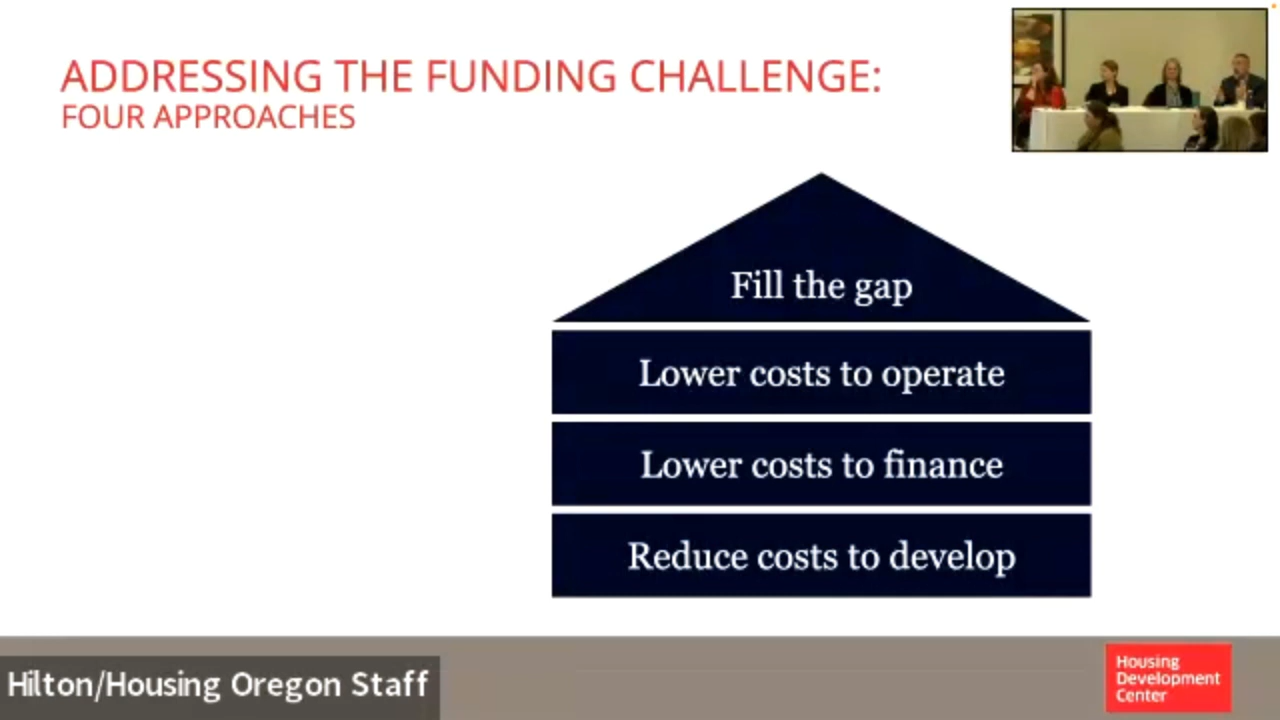 ADDRESSING THE FUNDING CHALLENGE:
FOUR APPROACHES
Fill the gap
Lower costs to operate
Lower costs to finance
Reduce costs to develop
Hilton/Housing Oregon Staff
Housing
Development
Center